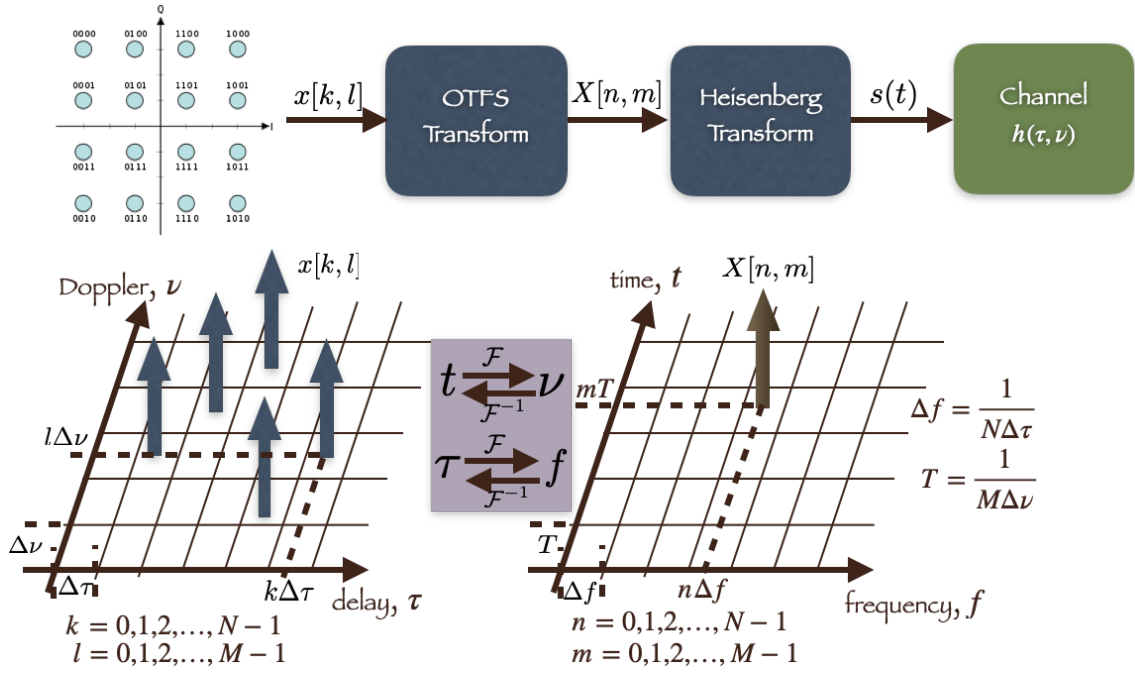 Q
0000 0100 1100 1000
0001 0101 1101 1001
I
0011 0111 1111 1011
0010 0110 1110 1010
x[k, l]
OTFS
Transform
X[n, m]
Heisenberg
Transform
s(t)
Channel
h(τ, ν)
Doppler, ν
x[k, l]
lΔν
Δν
Δτ
kΔτ
delay, τ
k = 0,1,2,…, N − 1
l = 0,1,2,…, M − 1
t ℱ ν
ℱ⁻¹
τ ℱ f
ℱ⁻¹
time, t
X[n, m]
mT
T
Δf
nΔf
frequency, f
n = 0,1,2,…, N − 1
m = 0,1,2,…, M − 1
Δf = 1/NΔτ
T = 1/MΔν